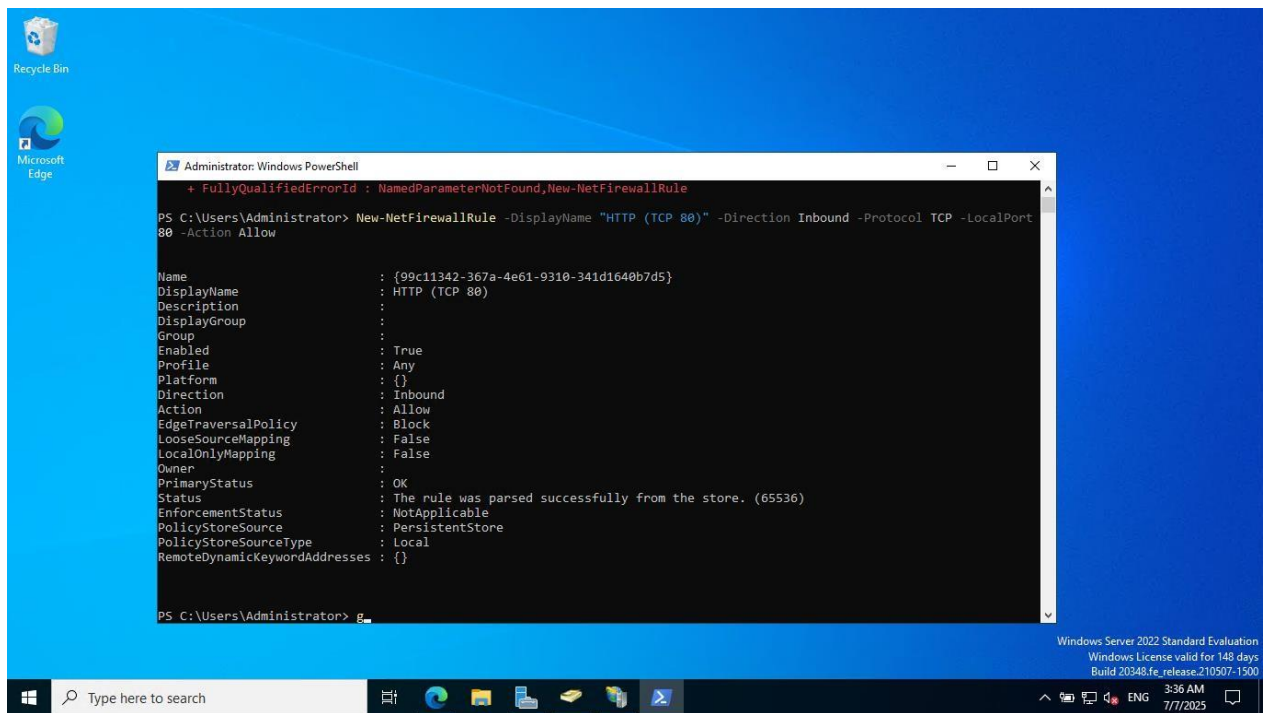 Recycle Bin
Microsoft
Edge
Administrator: Windows PowerShell
+ FullyQualifiedErrorId : NamedParameterNotFound,New-NetFirewallRule
PS C:\Users\Administrator> New-NetFirewallRule -DisplayName "HTTP (TCP 80)" -Direction Inbound -Protocol TCP -LocalPort
80 -Action Allow
Name : {99c11342-367a-4e61-9310-341d1640b7d5}
DisplayName : HTTP (TCP 80)
Description :
DisplayGroup :
Group :
Enabled : True
Profile : Any
Platform : {}
Direction : Inbound
Action : Allow
EdgeTraversalPolicy : Block
LooseSourceMapping : False
LocalOnlyMapping : False
Owner :
PrimaryStatus : OK
Status : The rule was parsed successfully from the store. (65536)
EnforcementStatus : NotApplicable
PolicyStoreSource : PersistentStore
PolicyStoreSourceType : Local
RemoteDynamicKeywordAddresses : {}
PS C:\Users\Administrator> g
Windows Server 2022 Standard Evaluation
Windows License valid for 148 days
Build 20348.fe_release.210507-1500
Type here to search
ENG
3:36 AM
7/7/2025